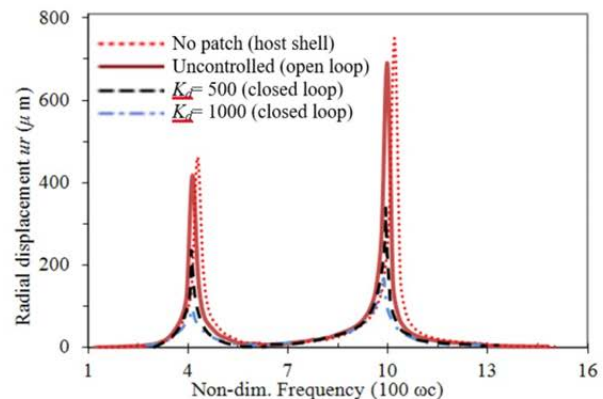 800
600
400
200
0
Radial displacement ur (μ m)
No patch (host shell)
Uncontrolled (open loop)
Kd= 500 (closed loop)
Kd= 1000 (closed loop)
1 4 7 10 13 16
Non-dim. Frequency (100 ωc)